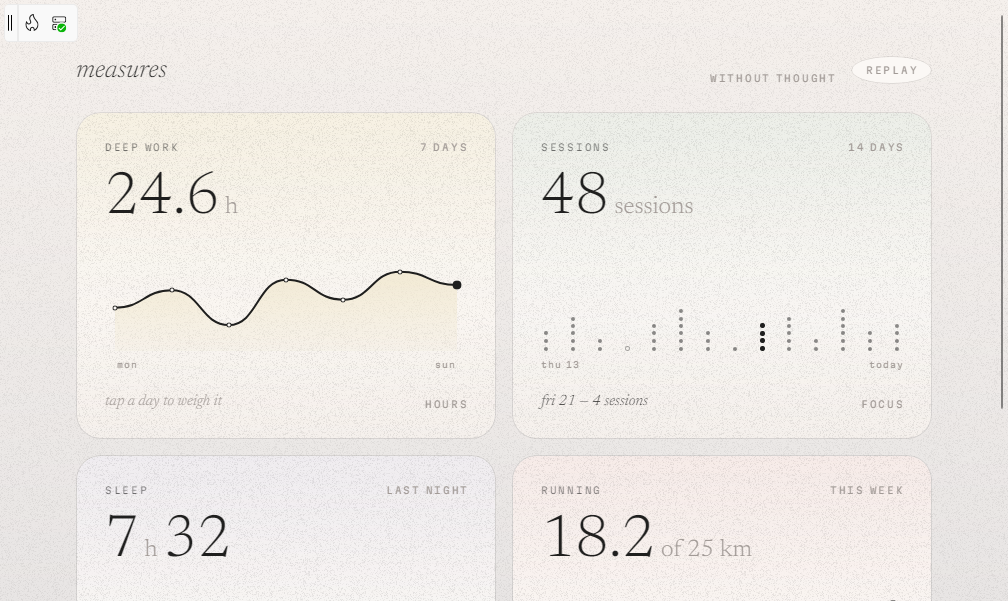 measures
WITHOUT THOUGHT
REPLAY
DEEP WORK
7 DAYS
24.6 h
mon
sun
tap a day to weigh it
HOURS
SESSIONS
14 DAYS
48 sessions
thu 13
today
fri 21 – 4 sessions
FOCUS
SLEEP
LAST NIGHT
7 h 32
RUNNING
THIS WEEK
18.2 of 25 km